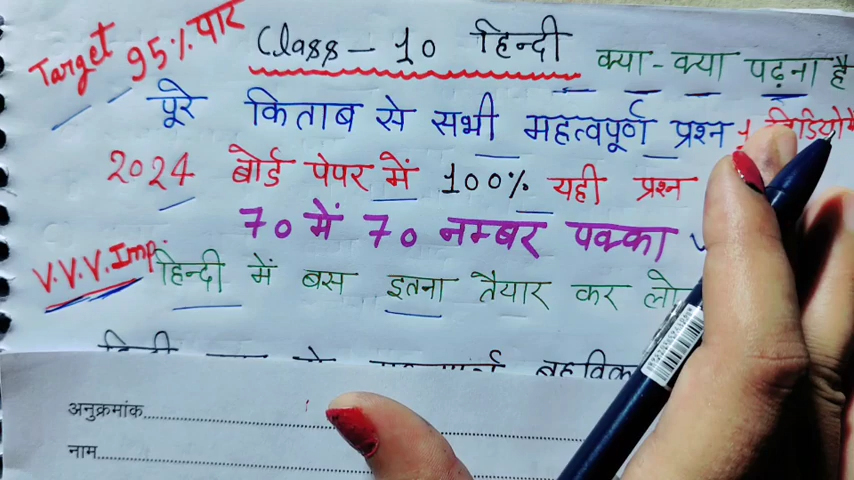 Target 95% पार
Class - 10 हिन्दी क्या - क्या पढ़ना है
पूरे किताब से सभी महत्वपूर्ण प्रश्न 1
2024 बोर्ड पेपर में 100% यही प्रश्न
70 में 70 नम्बर पक्का
V.V.V. Imp.
हिन्दी में बस इतना तैयार कर लो
अनुक्रमांक
नाम